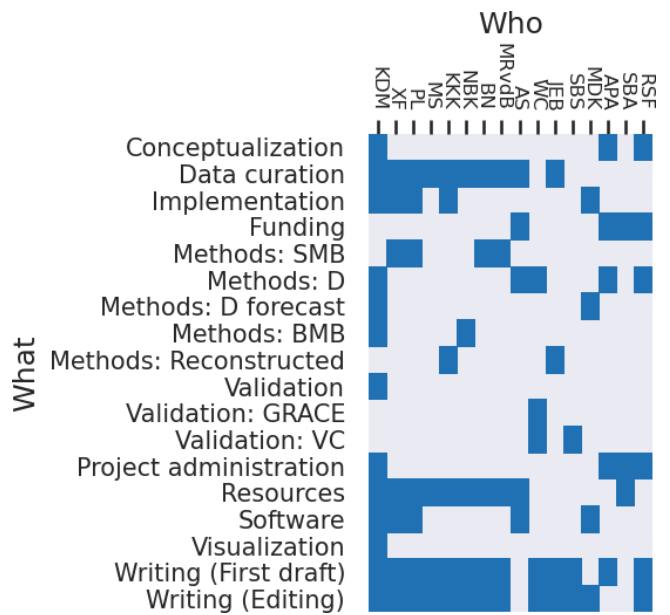 Who
KDM
XF
PL
MS
KKK
NBK
BN
MRvdB
AS
WC
JEB
SBS
MDK
APA
SBA
RSF
What
Conceptualization
Data curation
Implementation
Funding
Methods: SMB
Methods: D
Methods: D forecast
Methods: BMB
Methods: Reconstructed
Validation
Validation: GRACE
Validation: VC
Project administration
Resources
Software
Visualization
Writing (First draft)
Writing (Editing)